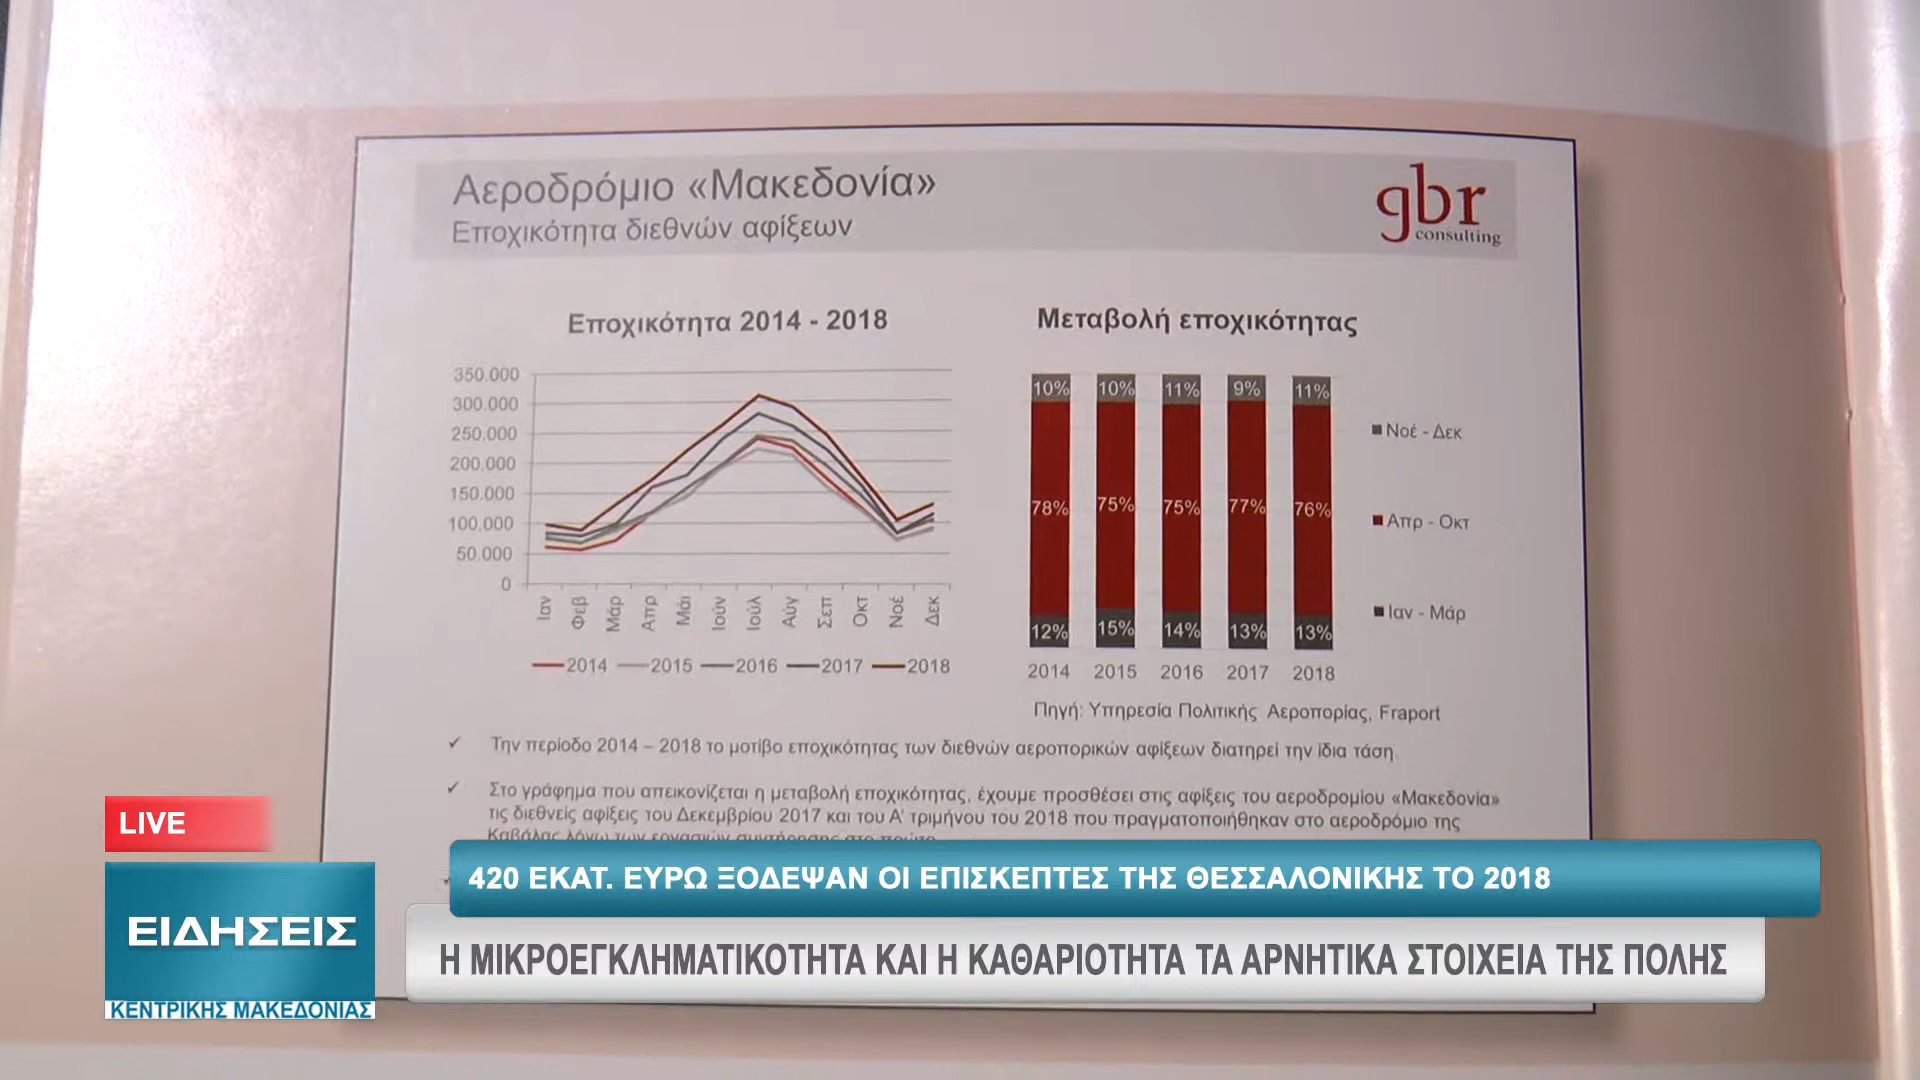 Αεροδρόμιο «Μακεδονία»
Εποχικότητα διεθνών αφίξεων
gbr
consulting
Εποχικότητα 2014 - 2018
350.000
300.000
250.000
200.000
150.000
100.000
50.000
0
Ιαν Φεβ Μάρ Απρ Μάι Ιούν Ιούλ Αύγ Σεπ Οκτ Νοέ Δεκ
2014 2015 2016 2017 2018
Μεταβολή εποχικότητας
10% 10% 11% 9% 11%
78% 75% 75% 77% 76%
12% 15% 14% 13% 13%
2014 2015 2016 2017 2018
Νοέ - Δεκ
Απρ - Οκτ
Ιαν - Μάρ
Πηγή: Υπηρεσία Πολιτικής Αεροπορίας, Fraport
✓ Την περίοδο 2014 – 2018 το μοτίβο εποχικότητας των διεθνών αεροπορικών αφίξεων διατηρεί την ίδια τάση.
✓ Στο γράφημα που απεικονίζεται η μεταβολή εποχικότητας, έχουμε προσθέσει στις αφίξεις του αεροδρομίου «Μακεδονία»
τις διεθνείς αφίξεις του Δεκεμβρίου 2017 και του Α' τριμήνου του 2018 που πραγματοποιήθηκαν στο αεροδρόμιο της
Καβάλας λόγω των εργασιών συντήρησης στο πρώτο
LIVE
420 ΕΚΑΤ. ΕΥΡΩ ΞΟΔΕΨΑΝ ΟΙ ΕΠΙΣΚΕΠΤΕΣ ΤΗΣ ΘΕΣΣΑΛΟΝΙΚΗΣ ΤΟ 2018
ΕΙΔΗΣΕΙΣ
Η ΜΙΚΡΟΕΓΚΛΗΜΑΤΙΚΟΤΗΤΑ ΚΑΙ Η ΚΑΘΑΡΙΟΤΗΤΑ ΤΑ ΑΡΝΗΤΙΚΑ ΣΤΟΙΧΕΙΑ ΤΗΣ ΠΟΛΗΣ
ΚΕΝΤΡΙΚΗΣ ΜΑΚΕΔΟΝΙΑΣ